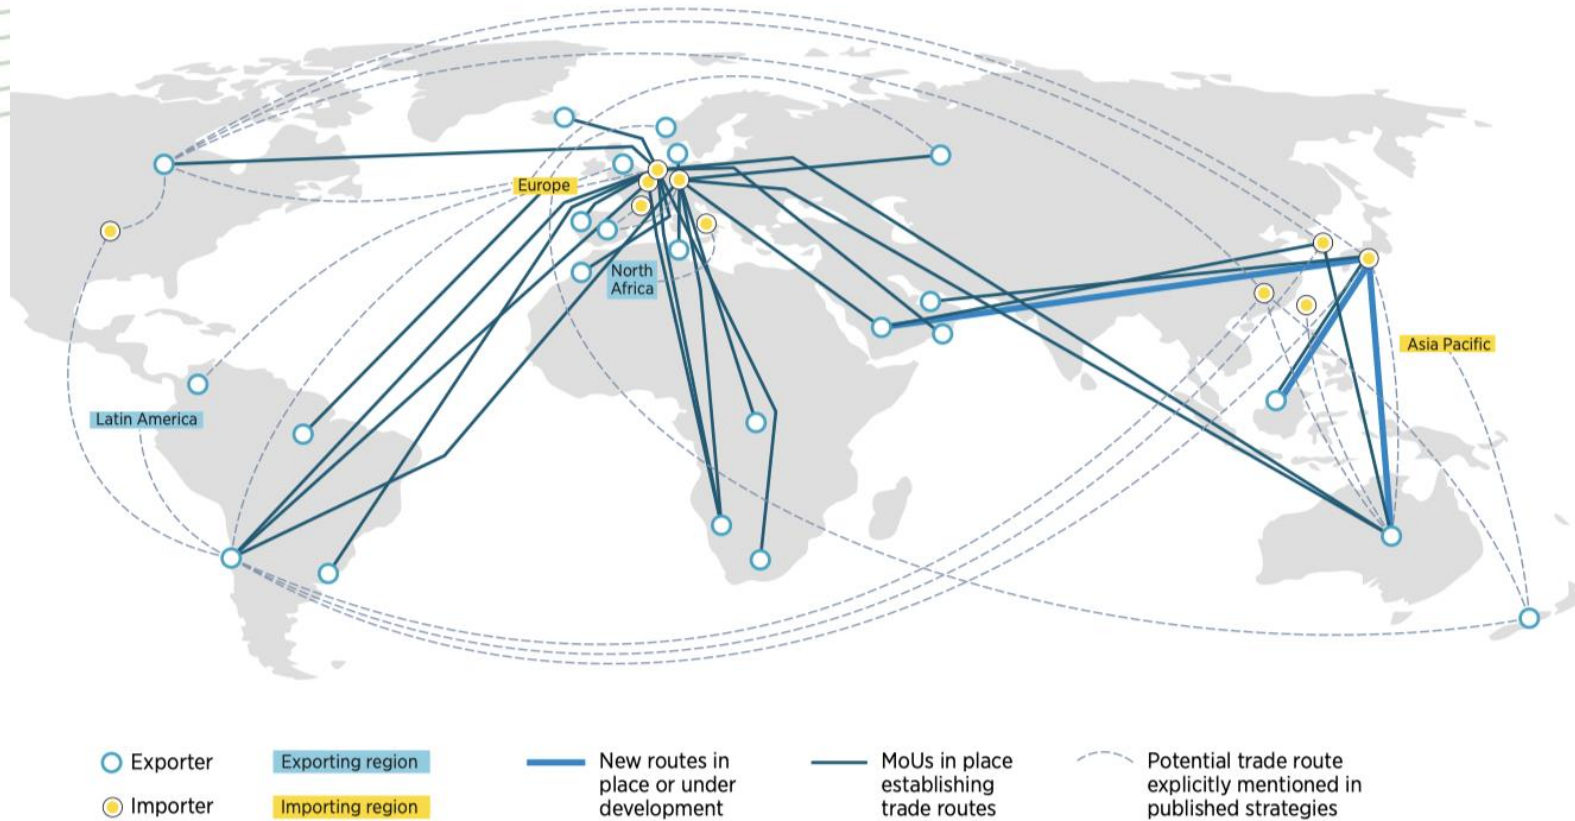 Europe
North
Africa
Asia Pacific
Latin America
Exporter
Importer
Exporting region
Importing region
New routes in
place or under
development
MoUs in place
establishing
trade routes
Potential trade route
explicitly mentioned in
published strategies